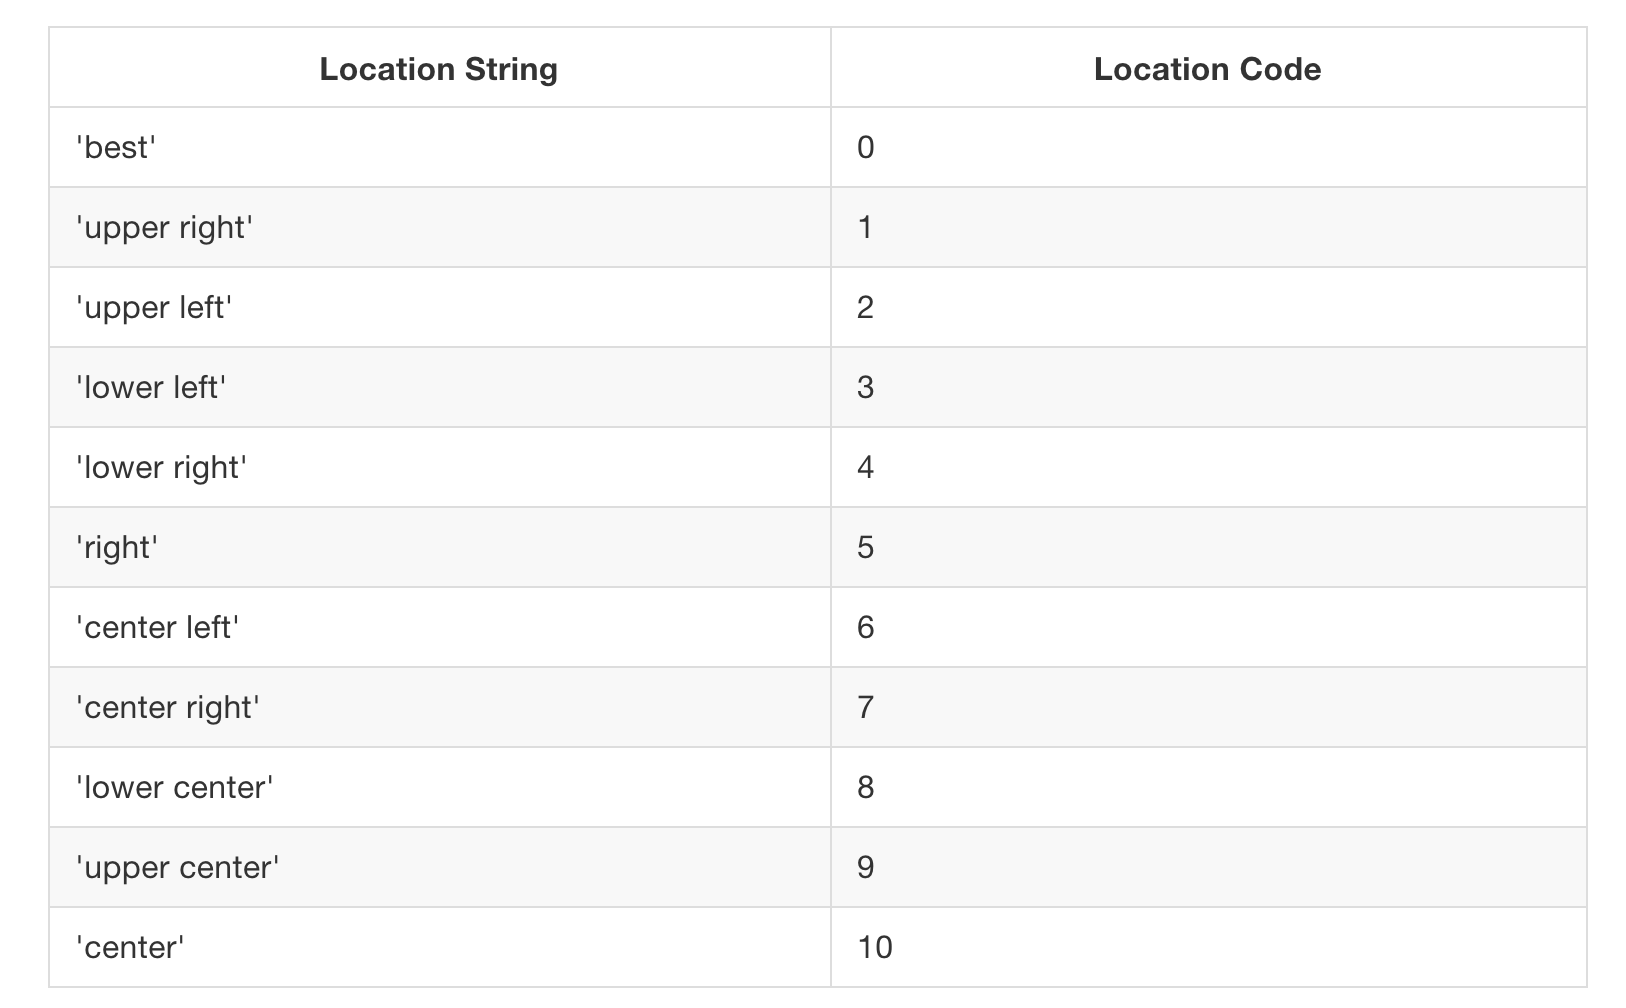 Location String Location Code
'best' 0
'upper right' 1
'upper left' 2
'lower left' 3
'lower right' 4
'right' 5
'center left' 6
'center right' 7
'lower center' 8
'upper center' 9
'center' 10